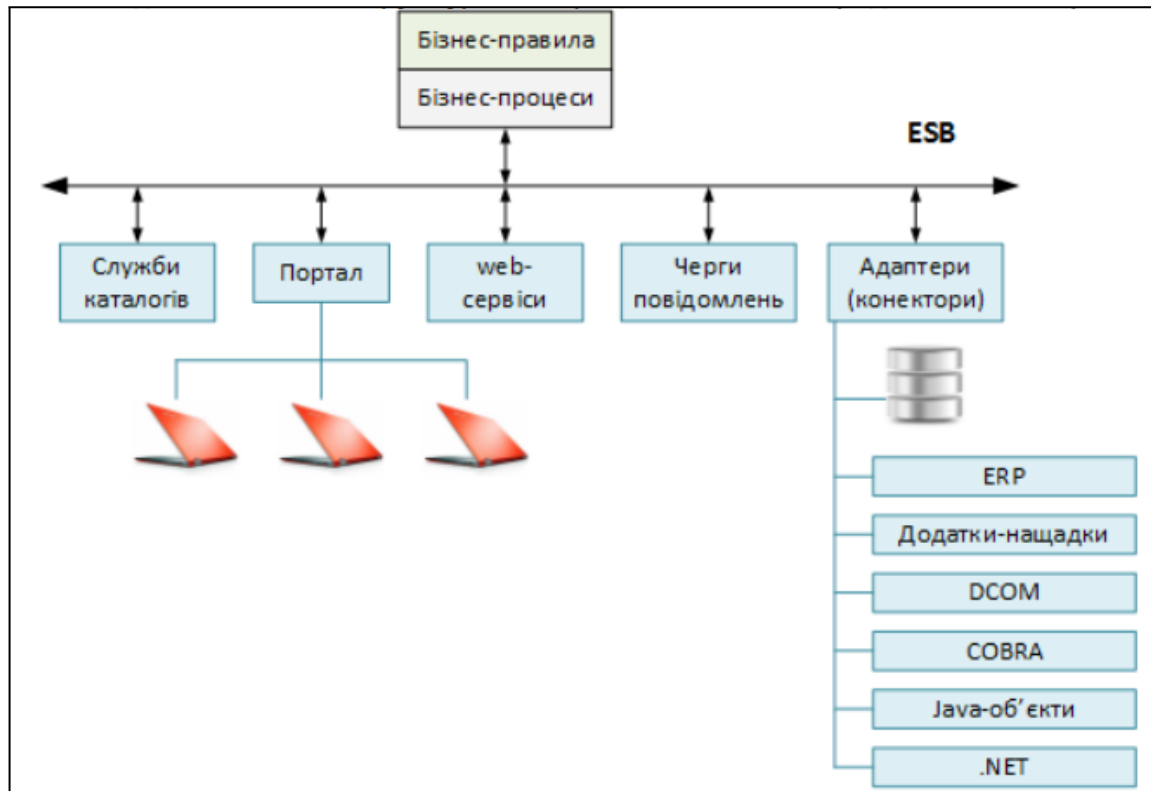 Бізнес-правила
Бізнес-процеси
ESB
Служби
каталогів
Портал
web-
сервіси
Черги
повідомлень
Адаптери
(конектори)
ERP
Додатки-нащадки
DCOM
COBRA
Java-об’єкти
.NET